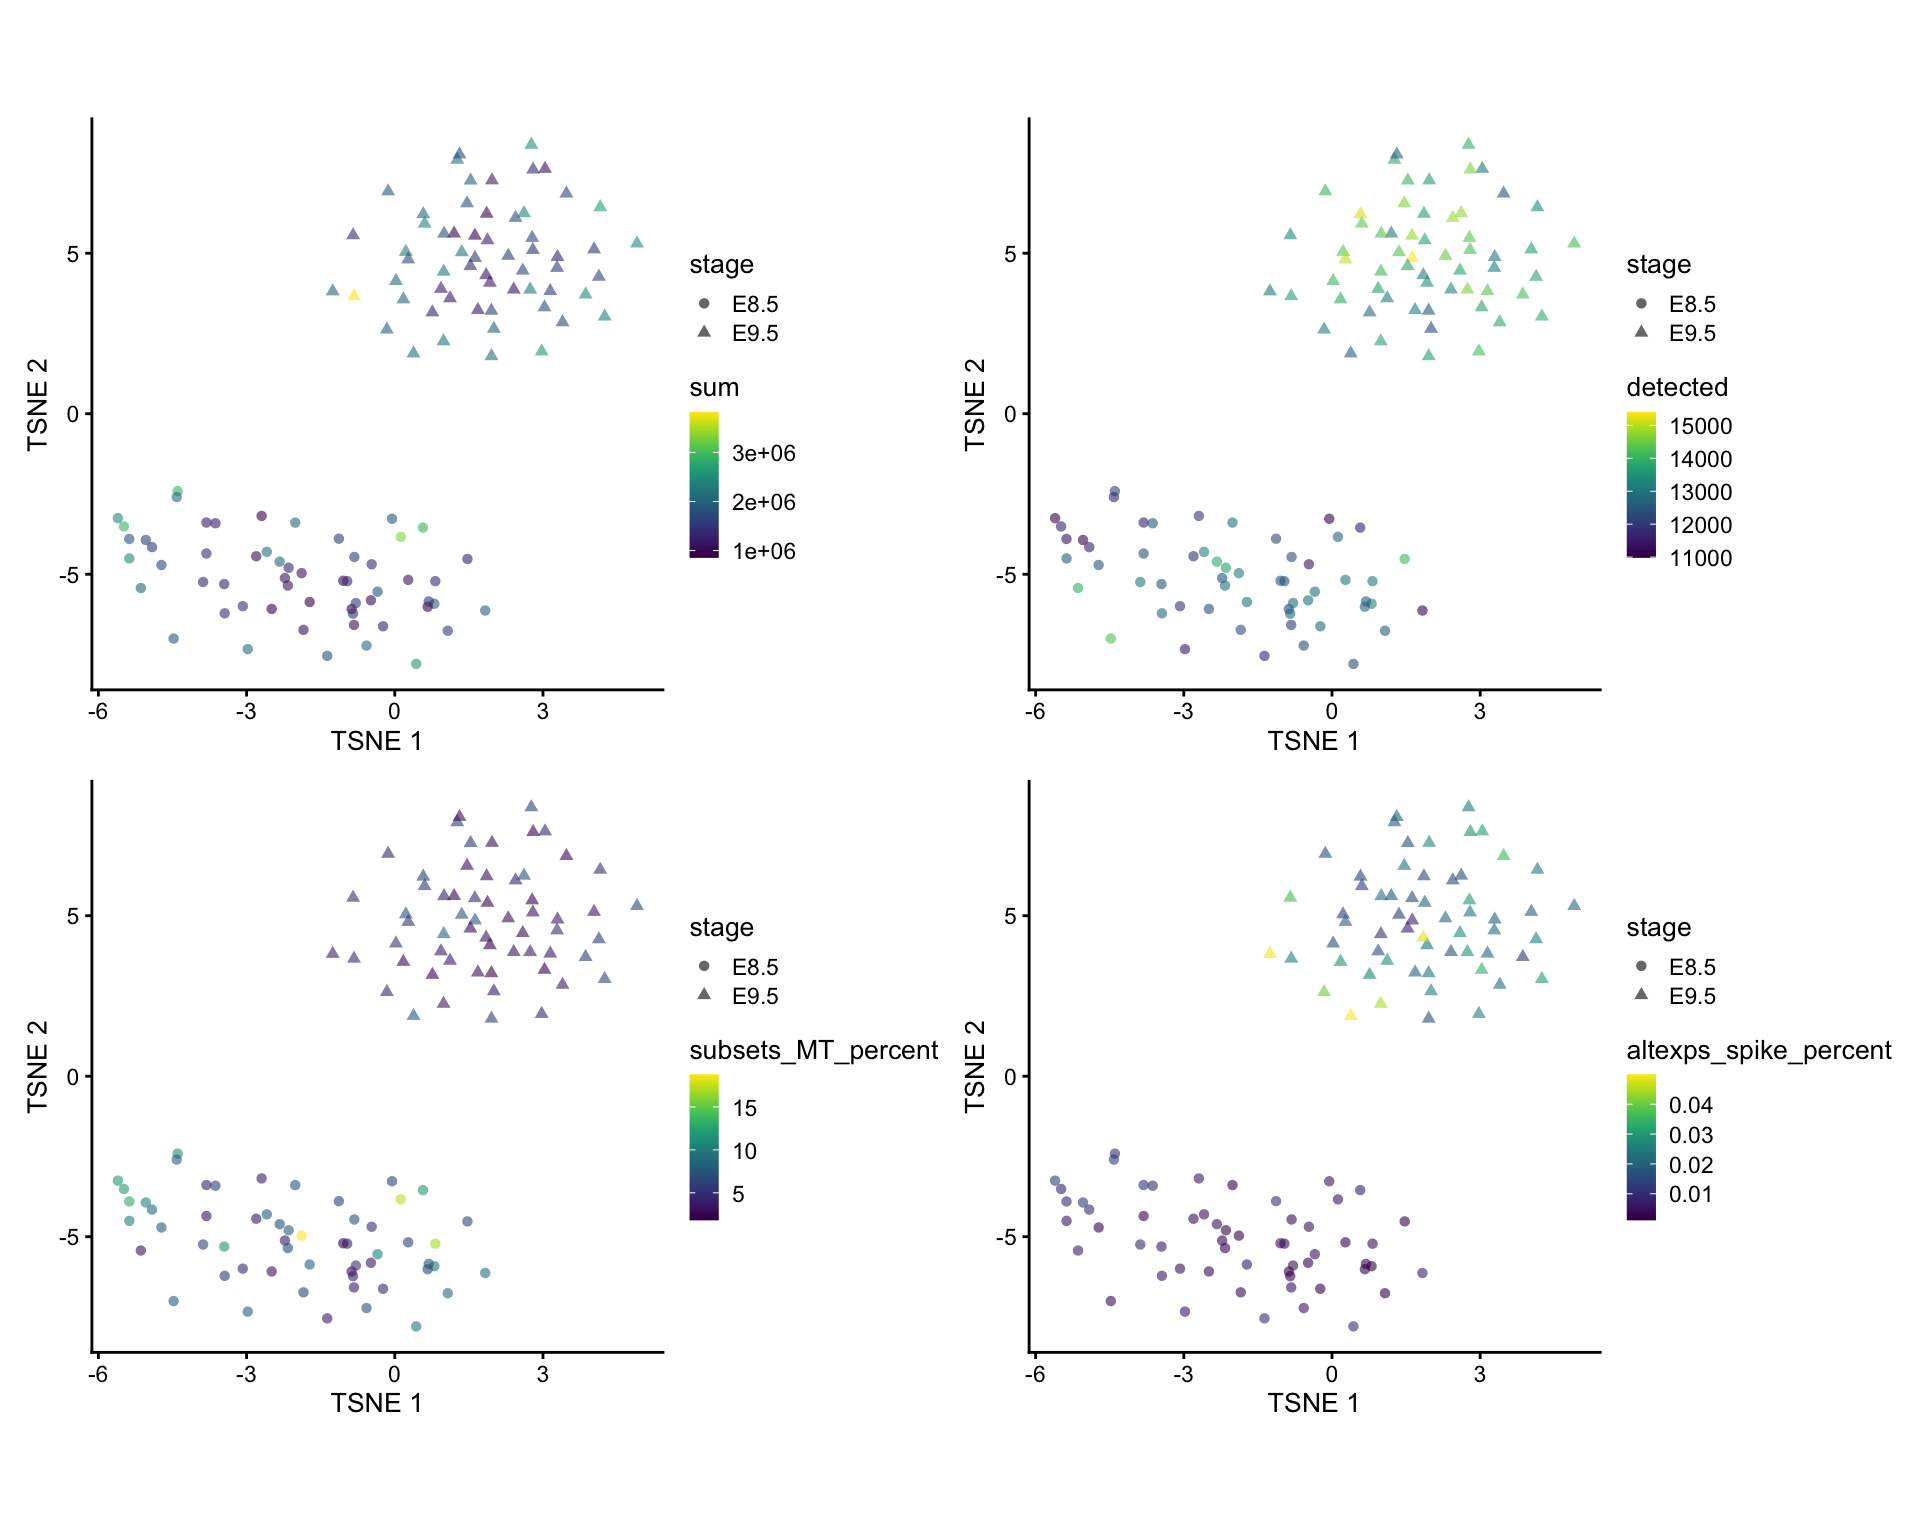 5
0
-5
-6
-3
0
3
TSNE 1
TSNE 2
stage
E8.5
E9.5
sum
3e+06
2e+06
1e+06
5
0
-5
-6
-3
0
3
TSNE 1
TSNE 2
stage
E8.5
E9.5
detected
15000
14000
13000
12000
11000
5
0
-5
-6
-3
0
3
TSNE 1
TSNE 2
stage
E8.5
E9.5
subsets_MT_percent
15
10
5
5
0
-5
-6
-3
0
3
TSNE 1
TSNE 2
stage
E8.5
E9.5
altexps_spike_percent
0.04
0.03
0.02
0.01